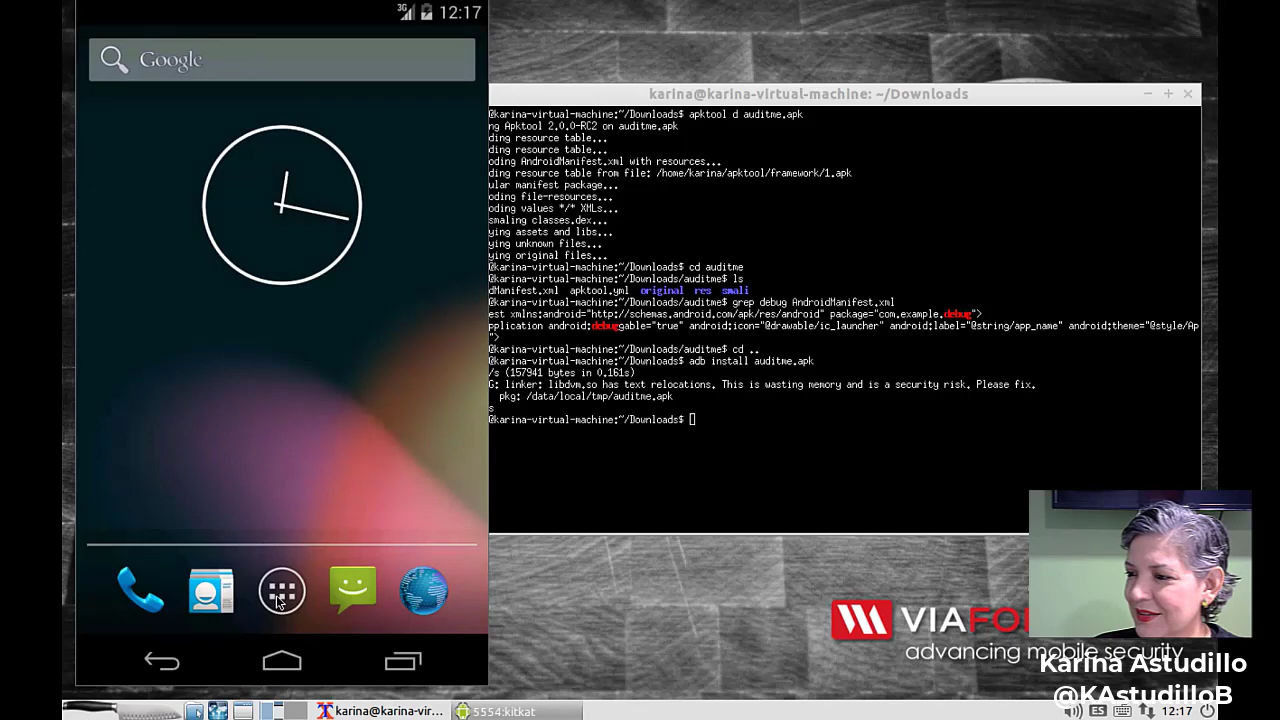 3G 12:17
Google
karina@karina-virtual-machine: ~/Downloads
@karina-virtual-machine:~/Downloads$ apktool d auditme.apk
ng Apktool 2.0.0-RC2 on auditme.apk
ding resource table...
ding resource table...
oding AndroidManifest.xml with resources...
ding resource table from file: /home/karina/apktool/framework/1.apk
ular manifest package...
oding file-resources...
oding values */* XMLs...
smaling classes.dex...
ying assets and libs...
ying unknown files...
ying original files...
@karina-virtual-machine:~/Downloads$ cd auditme
@karina-virtual-machine:~/Downloads/auditme$ ls
dManifest.xml apktool.yml original res smali
@karina-virtual-machine:~/Downloads/auditme$ grep debug AndroidManifest.xml
est xmlns:android="http://schemas.android.com/apk/res/android" package="com.example.debug">
pplication android:debuggable="true" android:icon="@drawable/ic_launcher" android:label="@string/app_name" android:theme="@style/Ap
">
@karina-virtual-machine:~/Downloads/auditme$ cd ..
@karina-virtual-machine:~/Downloads$ adb install auditme.apk
/s (157941 bytes in 0.161s)
G: linker: libdvm.so has text relocations. This is wasting memory and is a security risk. Please fix.
pkg: /data/local/tmp/auditme.apk
s
@karina-virtual-machine:~/Downloads$
VIAFO
advancing mobile security
Karina Astudillo
@KAstudilloB
karina@karina-vir...
5554:kitkat
ES
12:17